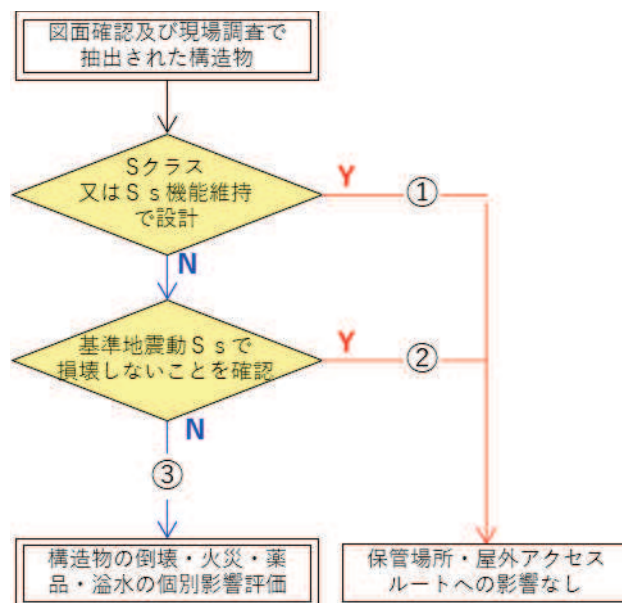 図面確認及び現場調査で
抽出された構造物
Sクラス
又はＳｓ機能維持
で設計
Y
①
N
基準地震動Ｓｓで
損壊しないことを確認
Y
②
N
③
構造物の倒壊・火災・薬
品・溢水の個別影響評価
保管場所・屋外アクセス
ルートへの影響なし